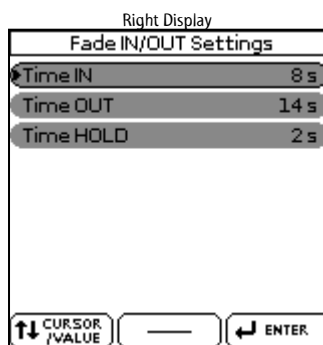 Right Display
Fade IN/OUT Settings
Time IN 8 s
Time OUT 14 s
Time HOLD 2 s
CURSOR
/VALUE
ENTER